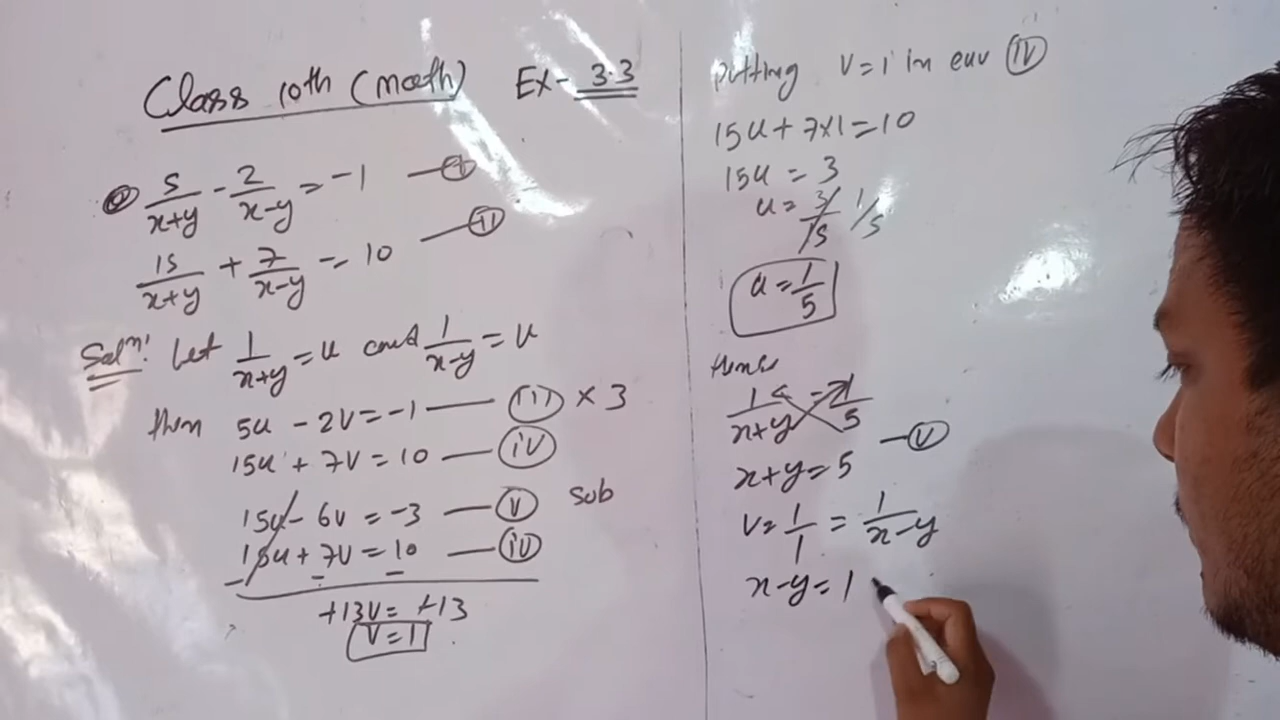 Class 10th (math) Ex- 3.3
5/x+y - 2/x-y = -1 — (I)
15/x+y + 7/x-y = 10 — (II)
Solⁿ: Let 1/x+y = u and 1/x-y = v
then 5u - 2v = -1 — (III) × 3
15u + 7v = 10 — (iv)
15u - 6v = -3 — (v) Sub
15u + 7v = 10 — (iv)
- - -
+13v = +13
v = 1
putting v=1 in (iv)
15u + 7×1 = 10
15u = 3
u = 3/15 1/5
u = 1/5
1/x+y = 1/5
x+y = 5 — (v)
v = 1/1 = 1/x-y
x-y = 1